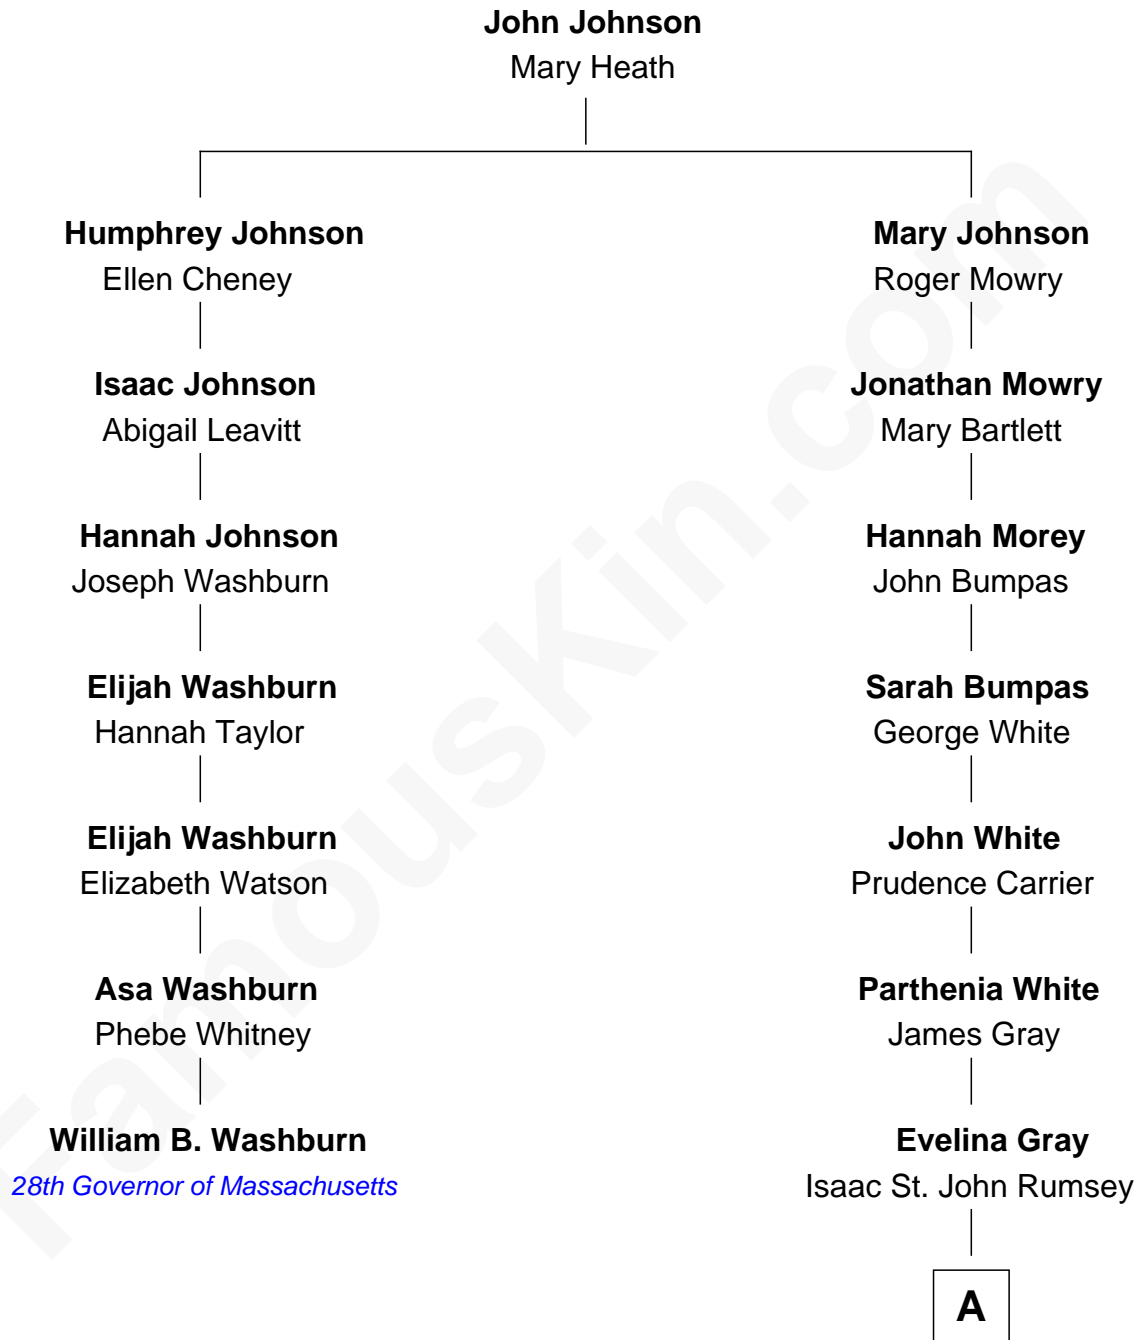 John Johnson
Mary Heath
Humphrey Johnson
Ellen Cheney
Mary Johnson
Roger Mowry
Isaac Johnson
Abigail Leavitt
Jonathan Mowry
Mary Bartlett
Hannah Johnson
Joseph Washburn
Hannah Morey
John Bumpas
Elijah Washburn
Hannah Taylor
Sarah Bumpas
George White
Elijah Washburn
Elizabeth Watson
John White
Prudence Carrier
Asa Washburn
Phebe Whitney
Parthenia White
James Gray
William B. Washburn
28th Governor of Massachusetts
Evelina Gray
Isaac St. John Rumsey
A
FamousKin.com